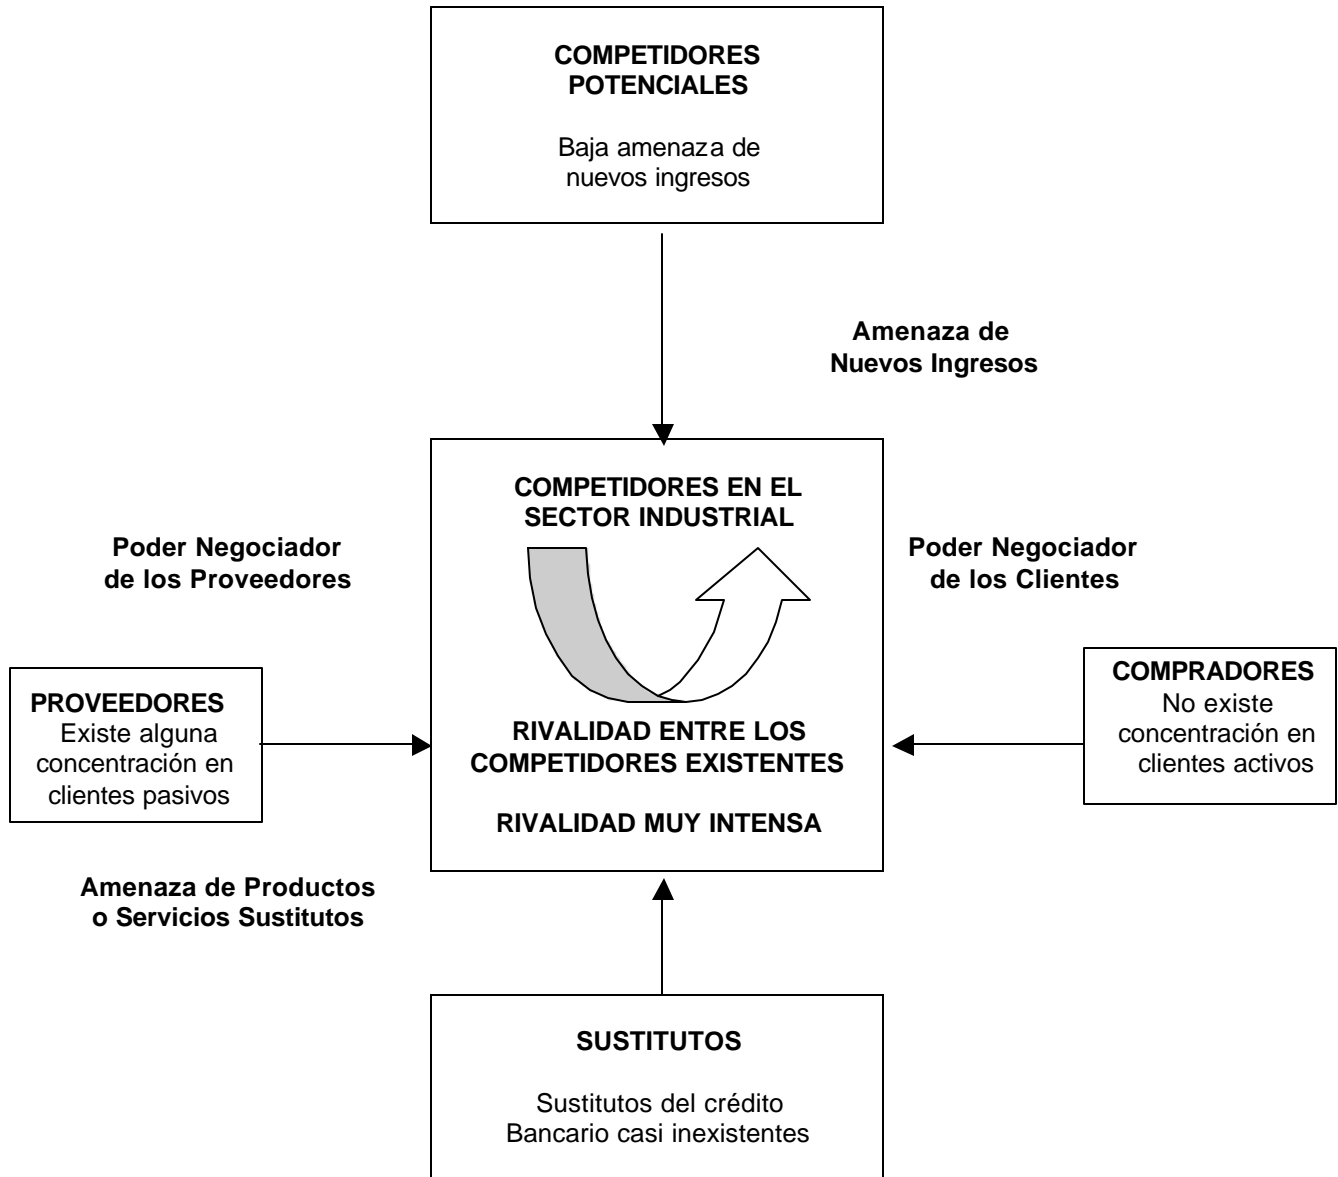 COMPETIDORES
POTENCIALES
Baja amenaza de
nuevos ingresos
Amenaza de
Nuevos Ingresos
COMPETIDORES EN EL
SECTOR INDUSTRIAL
Poder Negociador
de los Proveedores
Poder Negociador
de los Clientes
PROVEEDORES
Existe alguna
concentración en
clientes pasivos
RIVALIDAD ENTRE LOS
COMPETIDORES EXISTENTES
RIVALIDAD MUY INTENSA
COMPRADORES
No existe
concentración en
clientes activos
Amenaza de Productos
o Servicios Sustitutos
SUSTITUTOS
Sustitutos del crédito
Bancario casi inexistentes